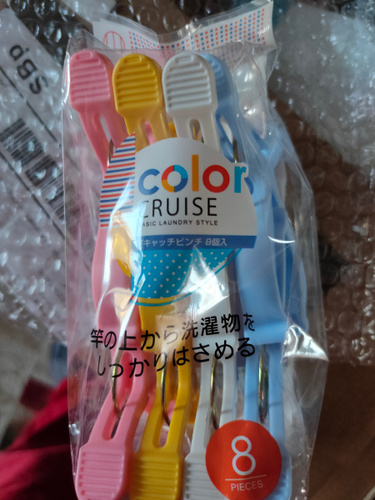 color
CRUISE
BASIC LAUNDRY STYLE
キャッチピンチ 8個入
竿の上から洗濯物を
しっかりはさめる
8
PIECES